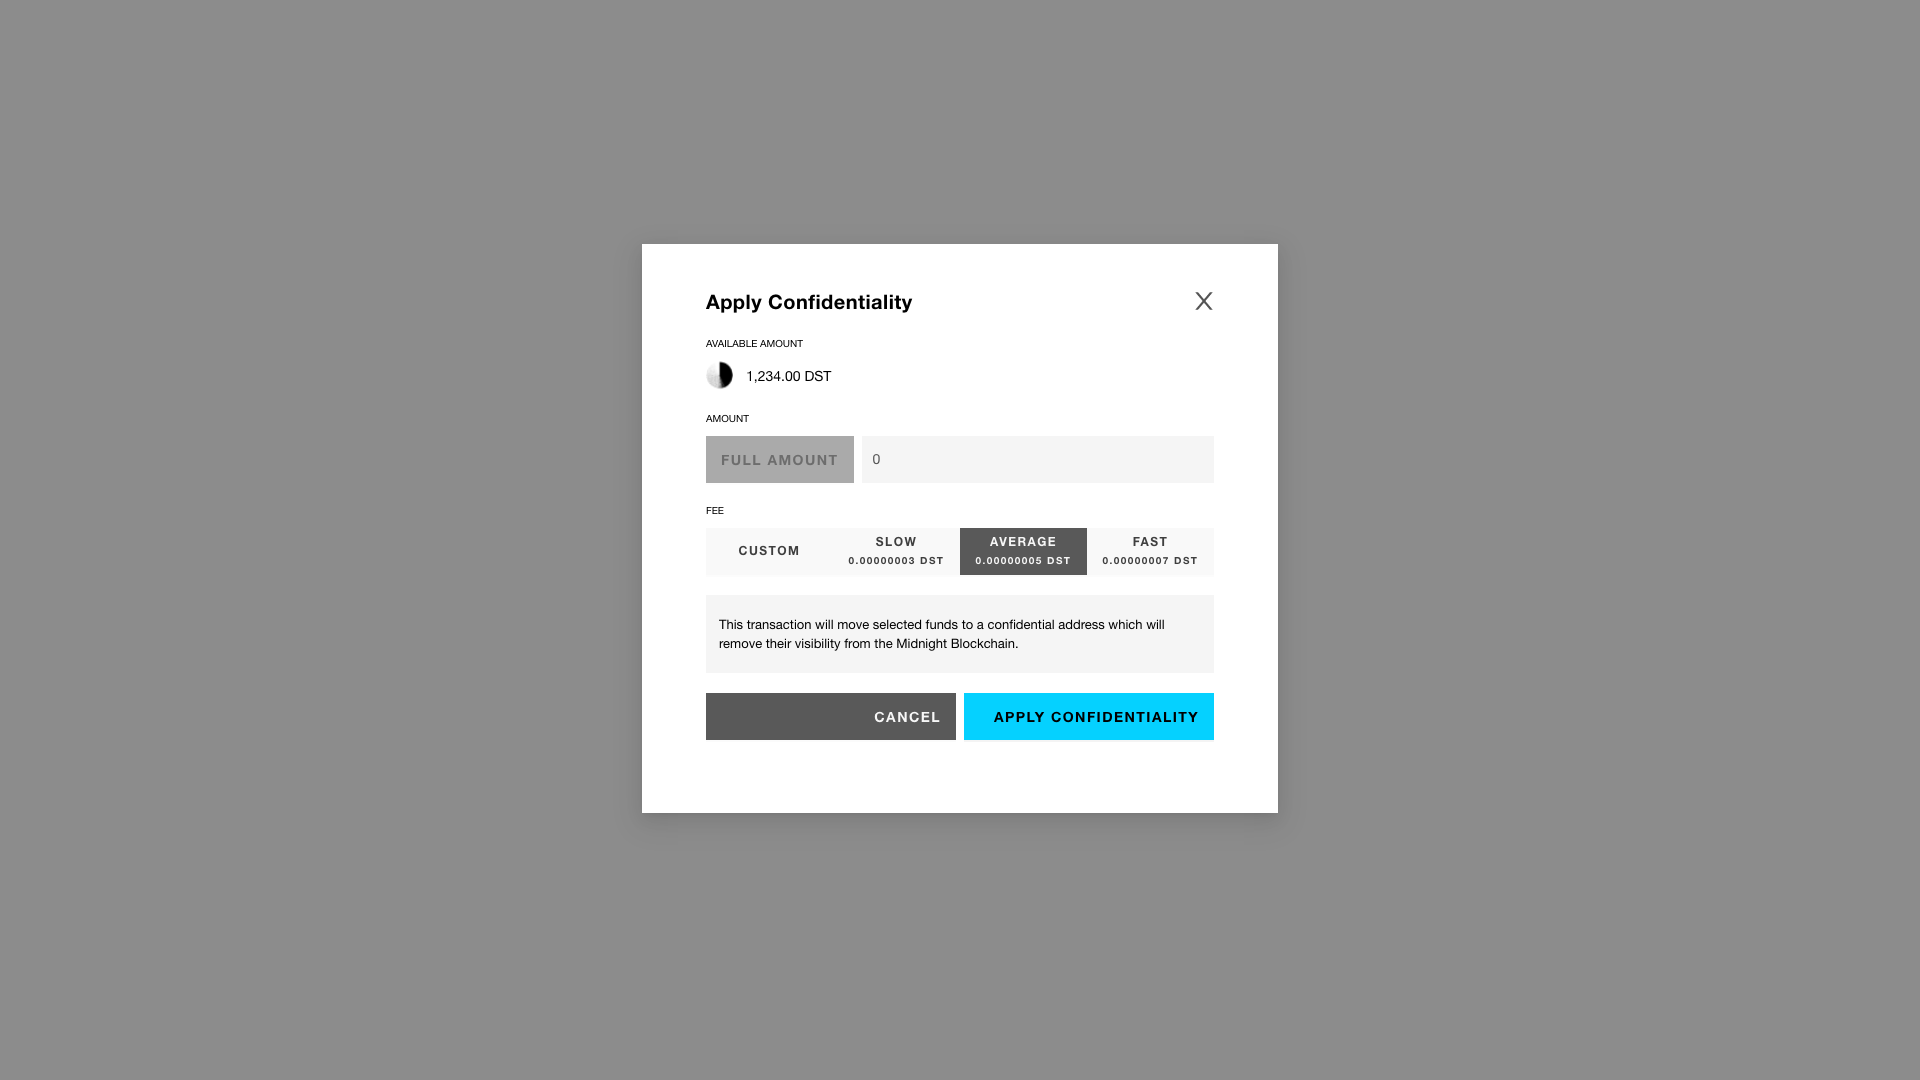 Apply Confidentiality
X
AVAILABLE AMOUNT
1,234.00 DST
AMOUNT
FULL AMOUNT
0
FEE
CUSTOM
SLOW
0.00000003 DST
AVERAGE
0.00000005 DST
FAST
0.00000007 DST
This transaction will move selected funds to a confidential address which will
remove their visibility from the Midnight Blockchain.
CANCEL
APPLY CONFIDENTIALITY